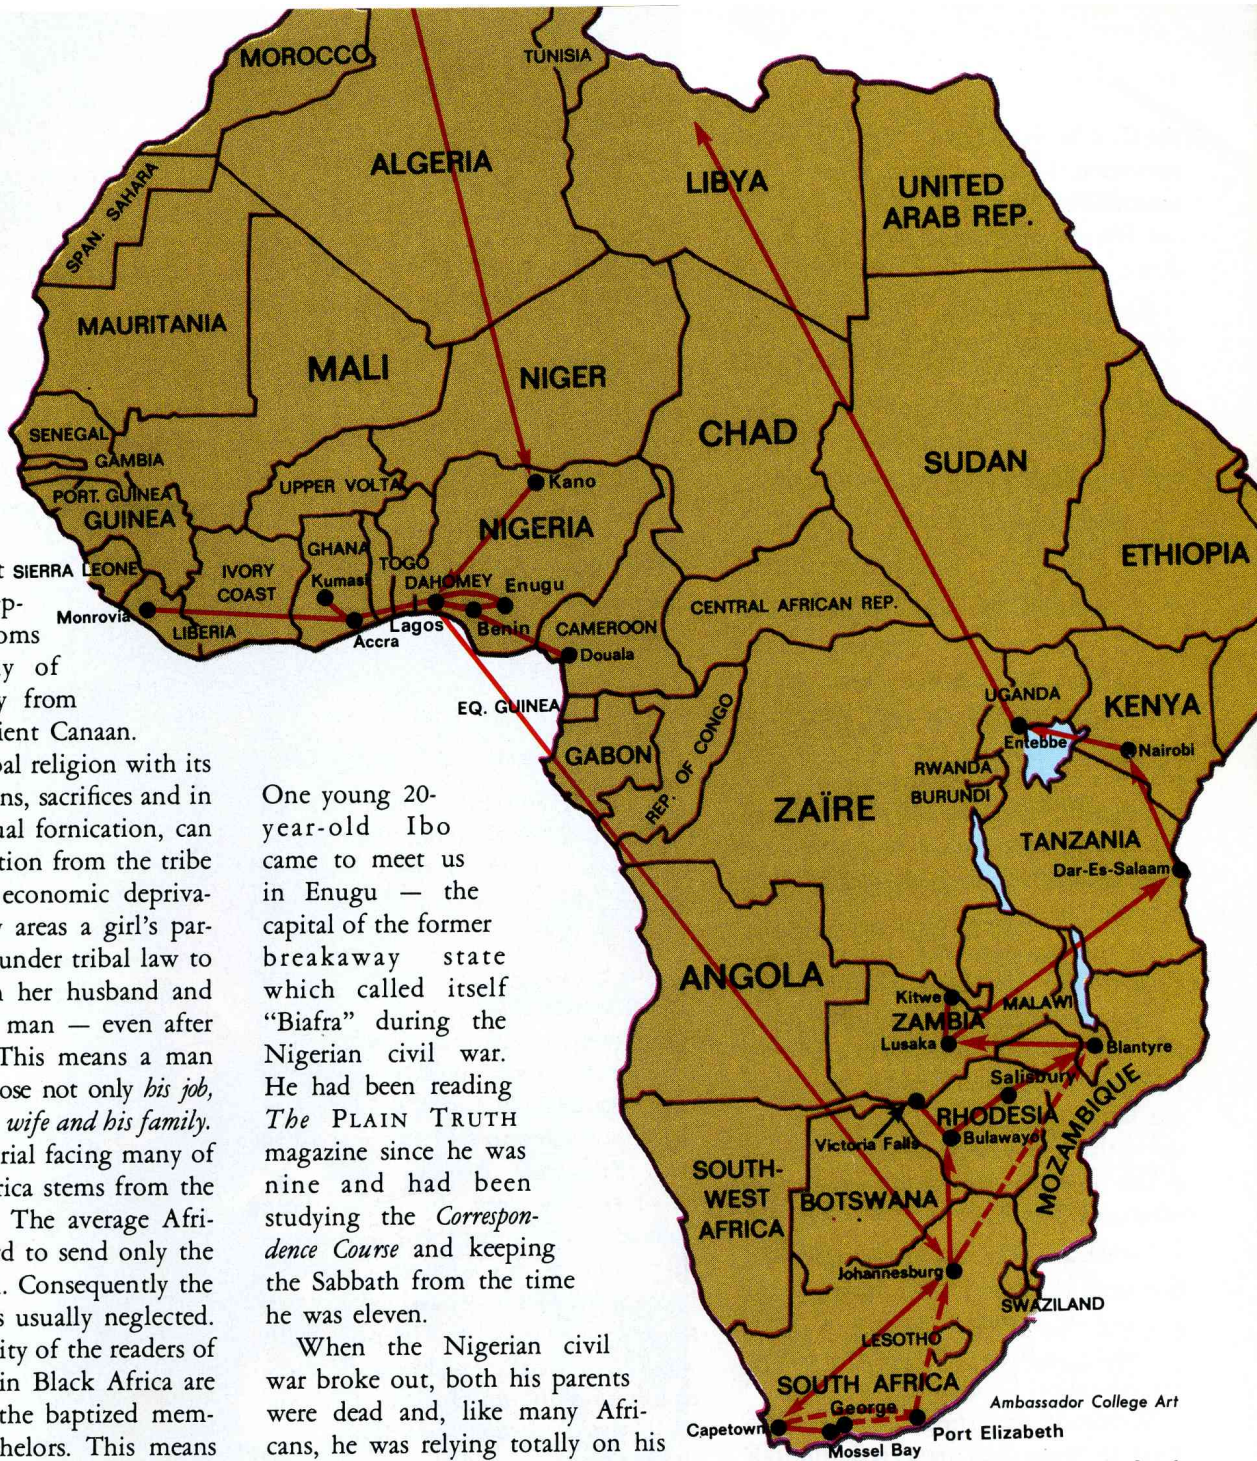 MOROCCO
TUNISIA
ALGERIA
LIBYA
UNITED
ARAB REP.
SPAN. SAHARA
MAURITANIA
MALI
NIGER
CHAD
SUDAN
SENEGAL
GAMBIA
PORT. GUINEA
GUINEA
UPPER VOLTA
Kano
NIGERIA
ETHIOPIA
SIERRA LEONE
IVORY
COAST
GHANA
TOGO
DAHOMEY
Kumasi
Enugu
Monrovia
LIBERIA
Accra
Lagos
Benin
CAMEROON
Douala
CENTRAL AFRICAN REP.
EQ. GUINEA
GABON
REP. OF CONGO
UGANDA
KENYA
Entebbe
Nairobi
RWANDA
BURUNDI
ZAÏRE
TANZANIA
Dar-Es-Salaam
ANGOLA
Kitwe
ZAMBIA
MALAWI
Lusaka
Blantyre
Salisbury
RHODESIA
MOZAMBIQUE
Victoria Falls
Bulawayo
SOUTH-
WEST
AFRICA
BOTSWANA
Johannesburg
SWAZILAND
LESOTHO
SOUTH AFRICA
George
Capetown
Mossel Bay
Port Elizabeth
Ambassador College Art
t
p-
oms
y of
y from
ient Canaan.
bal religion with its
ns, sacrifices and in
ual fornication, can
tion from the tribe
economic depriva-
y areas a girl's par-
under tribal law to
n her husband and
man — even after
This means a man
ose not only his job,
wife and his family.
rial facing many of
rica stems from the
The average Afri-
rd to send only the
. Consequently the
s usually neglected.
ity of the readers of
in Black Africa are
the baptized mem-
helors. This means
One young 20-
year-old Ibo
came to meet us
in Enugu — the
capital of the former
breakaway state
which called itself
“Biafra” during the
Nigerian civil war.
He had been reading
The PLAIN TRUTH
magazine since he was
nine and had been
studying the Correspon-
dence Course and keeping
the Sabbath from the time
he was eleven.
When the Nigerian civil
war broke out, both his parents
were dead and, like many Afri-
cans, he was relying totally on his